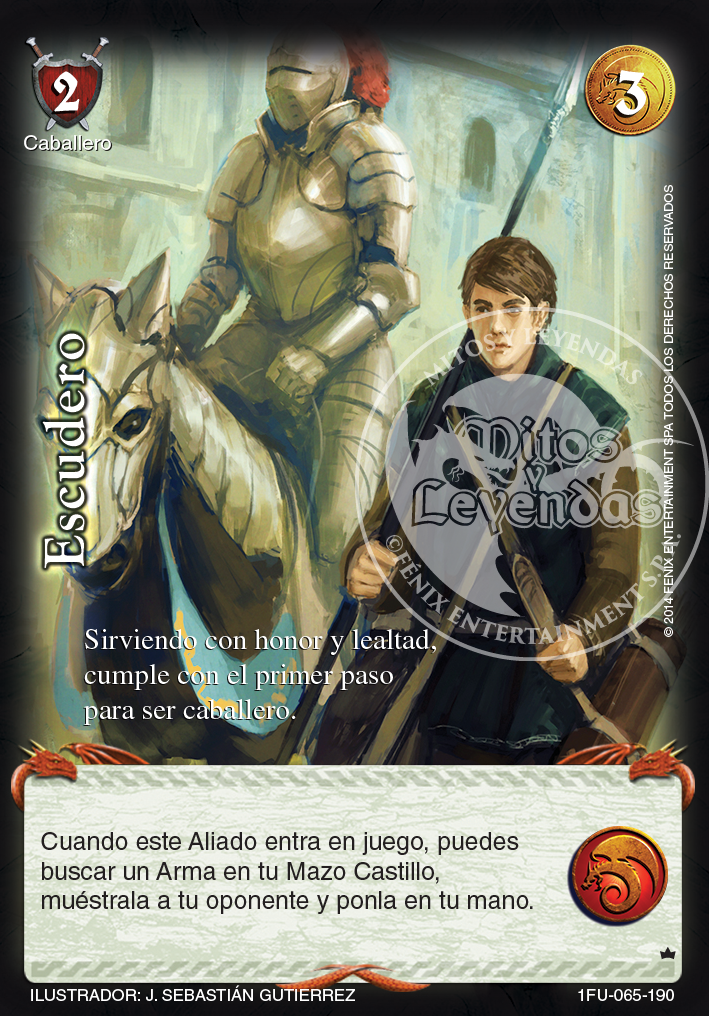 2
3
Caballero
Escudero
© 2014 FENIX ENTERTAINMENT SPA TODOS LOS DERECHOS RESERVADOS
MITOS Y LEYENDAS
Mitos
y
Leyendas
© FÉNIX ENTERTAINMENT S.P.A.
Sirviendo con honor y lealtad,
cumple con el primer paso
para ser caballero.
Cuando este Aliado entra en juego, puedes
buscar un Arma en tu Mazo Castillo,
muéstrala a tu oponente y ponla en tu mano.
ILUSTRADOR: J. SEBASTIÁN GUTIERREZ
1FU-065-190